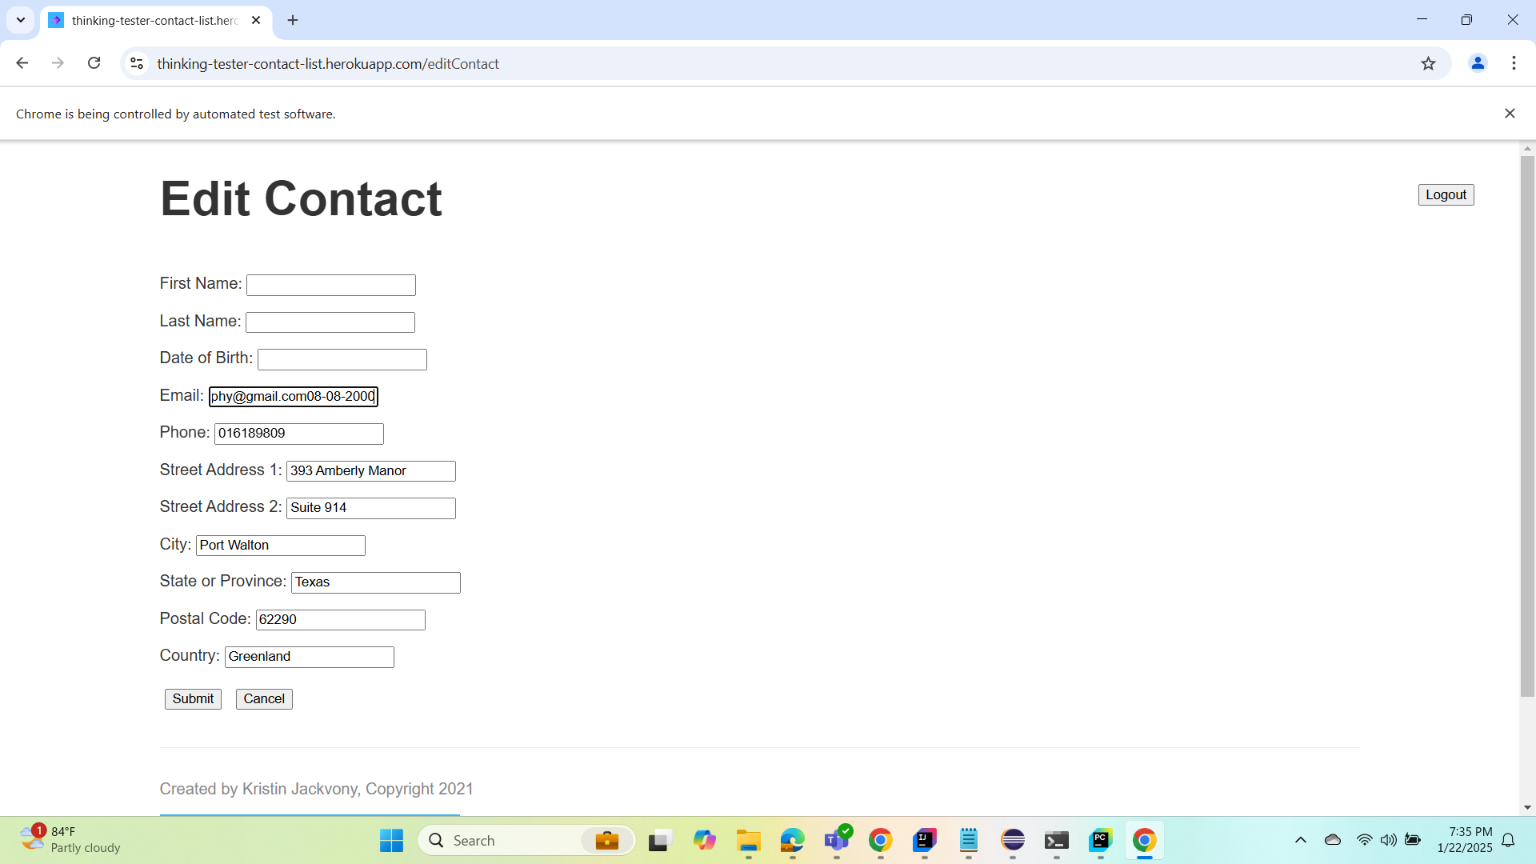 thinking-tester-contact-list.herc
thinking-tester-contact-list.herokuapp.com/editContact
Chrome is being controlled by automated test software.
Edit Contact
Logout
First Name:
Last Name:
Date of Birth:
Email: phy@gmail.com08-08-2000
Phone: 016189809
Street Address 1: 393 Amberly Manor
Street Address 2: Suite 914
City: Port Walton
State or Province: Texas
Postal Code: 62290
Country: Greenland
Submit Cancel
Created by Kristin Jackvony, Copyright 2021
1
84°F
Partly cloudy
Search
7:35 PM
1/22/2025